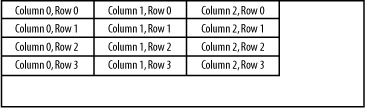 Column 0, Row 0 Column 1, Row 0 Column 2, Row 0
Column 0, Row 1 Column 1, Row 1 Column 2, Row 1
Column 0, Row 2 Column 1, Row 2 Column 2, Row 2
Column 0, Row 3 Column 1, Row 3 Column 2, Row 3